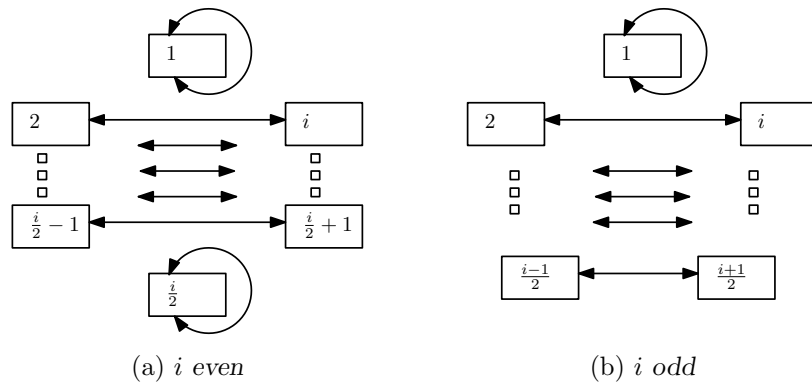 1 1
2 i 2 i
i/2 − 1 i/2 + 1
i/2 (i−1)/2 (i+1)/2
(a) i even (b) i odd